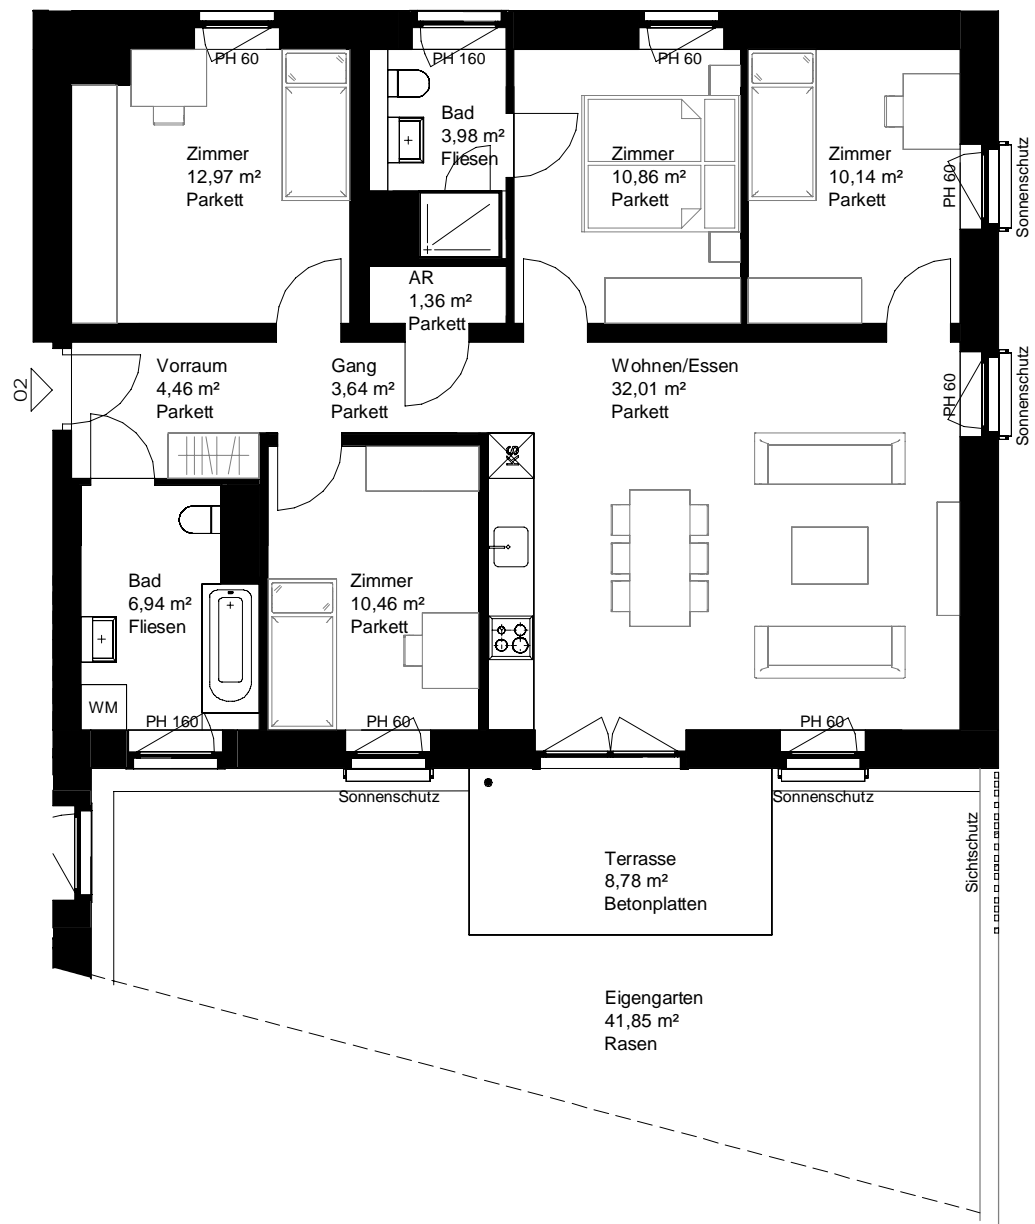 PH 60
PH 160
PH 60
Bad
3,98 m²
Fliesen
Zimmer
12,97 m²
Parkett
Zimmer
10,86 m²
Parkett
Zimmer
10,14 m²
Parkett
PH 60
Sonnenschutz
AR
1,36 m²
Parkett
02
Vorraum
4,46 m²
Parkett
Gang
3,64 m²
Parkett
Wohnen/Essen
32,01 m²
Parkett
PH 60
Sonnenschutz
KS
Bad
6,94 m²
Fliesen
Zimmer
10,46 m²
Parkett
WM
PH 160
PH 60
PH 60
Sonnenschutz
Sonnenschutz
Sichtschutz
Terrasse
8,78 m²
Betonplatten
Eigengarten
41,85 m²
Rasen